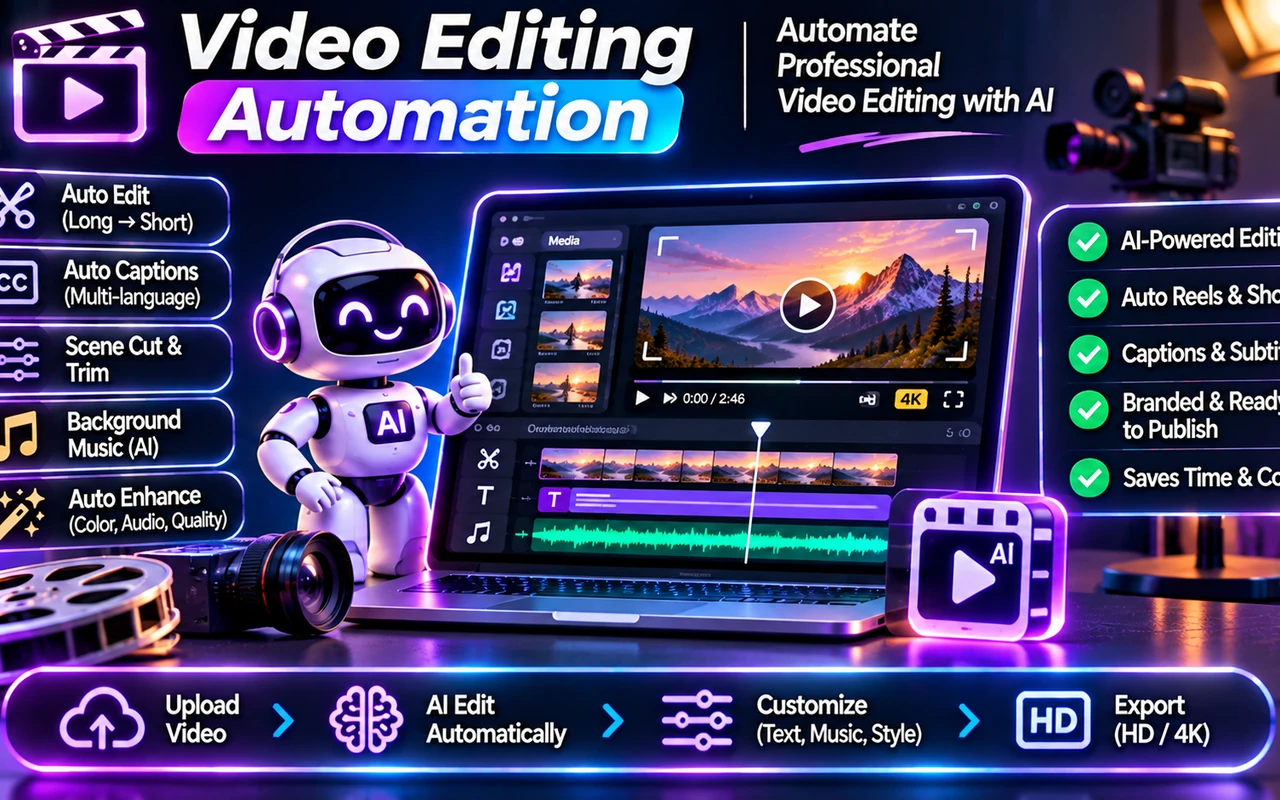 Video Editing
Automation
Automate
Professional
Video Editing with AI
Auto Edit
(Long → Short)
CC
Auto Captions
(Multi-language)
Scene Cut &
Trim
Background
Music (AI)
Auto Enhance
(Color, Audio, Quality)
AI
Media
0:00 / 2:46
4K
T
T
AI-Powered Editi
Auto Reels & Sho
Captions & Subtit
Branded & Ready
to Publish
Saves Time & Co
AI
Upload
Video
AI Edit
Automatically
Customize
(Text, Music, Style)
HD
Export
(HD / 4K)